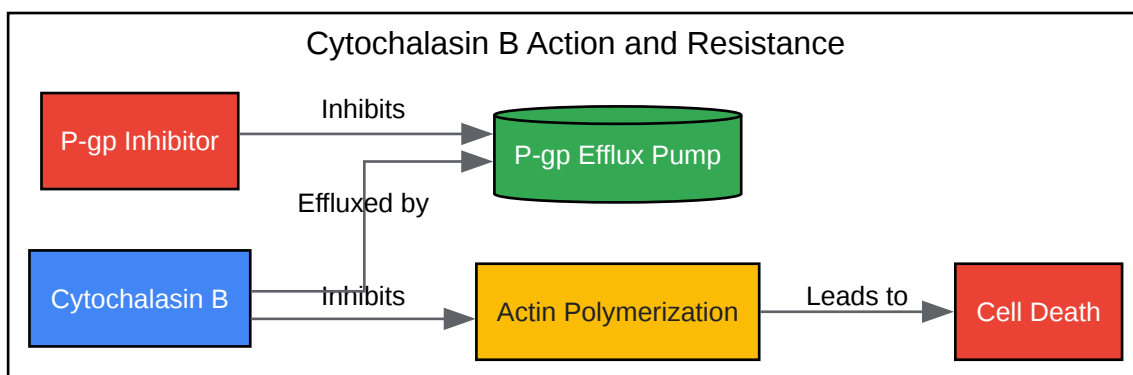 Cytochalasin B Action and Resistance
Inhibits
P-gp Inhibitor
P-gp Efflux Pump
Effluxed by
Cytochalasin B
Inhibits
Actin Polymerization
Leads to
Cell Death